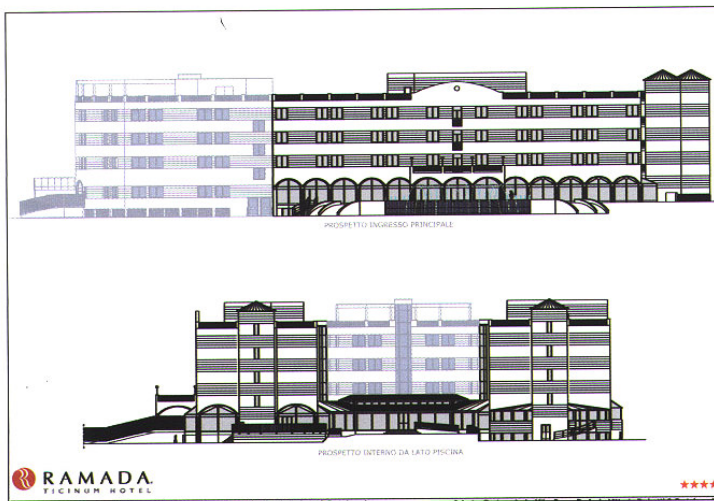 PROSPETTO INGRESSO PRINCIPALE
PROSPETTO INTERNO DA LATO PISCINA
R RAMADA.
TICINUM HOTEL